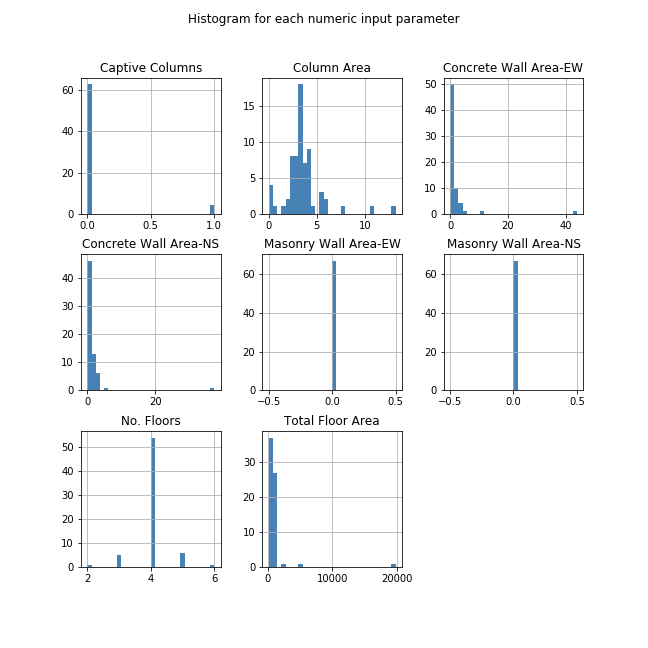 Histogram for each numeric input parameter
Captive Columns
Column Area
Concrete Wall Area-EW
60
40
20
0
0.0 0.5 1.0
15
10
5
0
0 5 10
50
40
30
20
10
0
0 20 40
Concrete Wall Area-NS
Masonry Wall Area-EW
Masonry Wall Area-NS
40
30
20
10
0
0 20
60
40
20
0
−0.5 0.0 0.5
60
40
20
0
−0.5 0.0 0.5
No. Floors
Total Floor Area
50
40
30
20
10
0
2 4 6
30
20
10
0
0 10000 20000